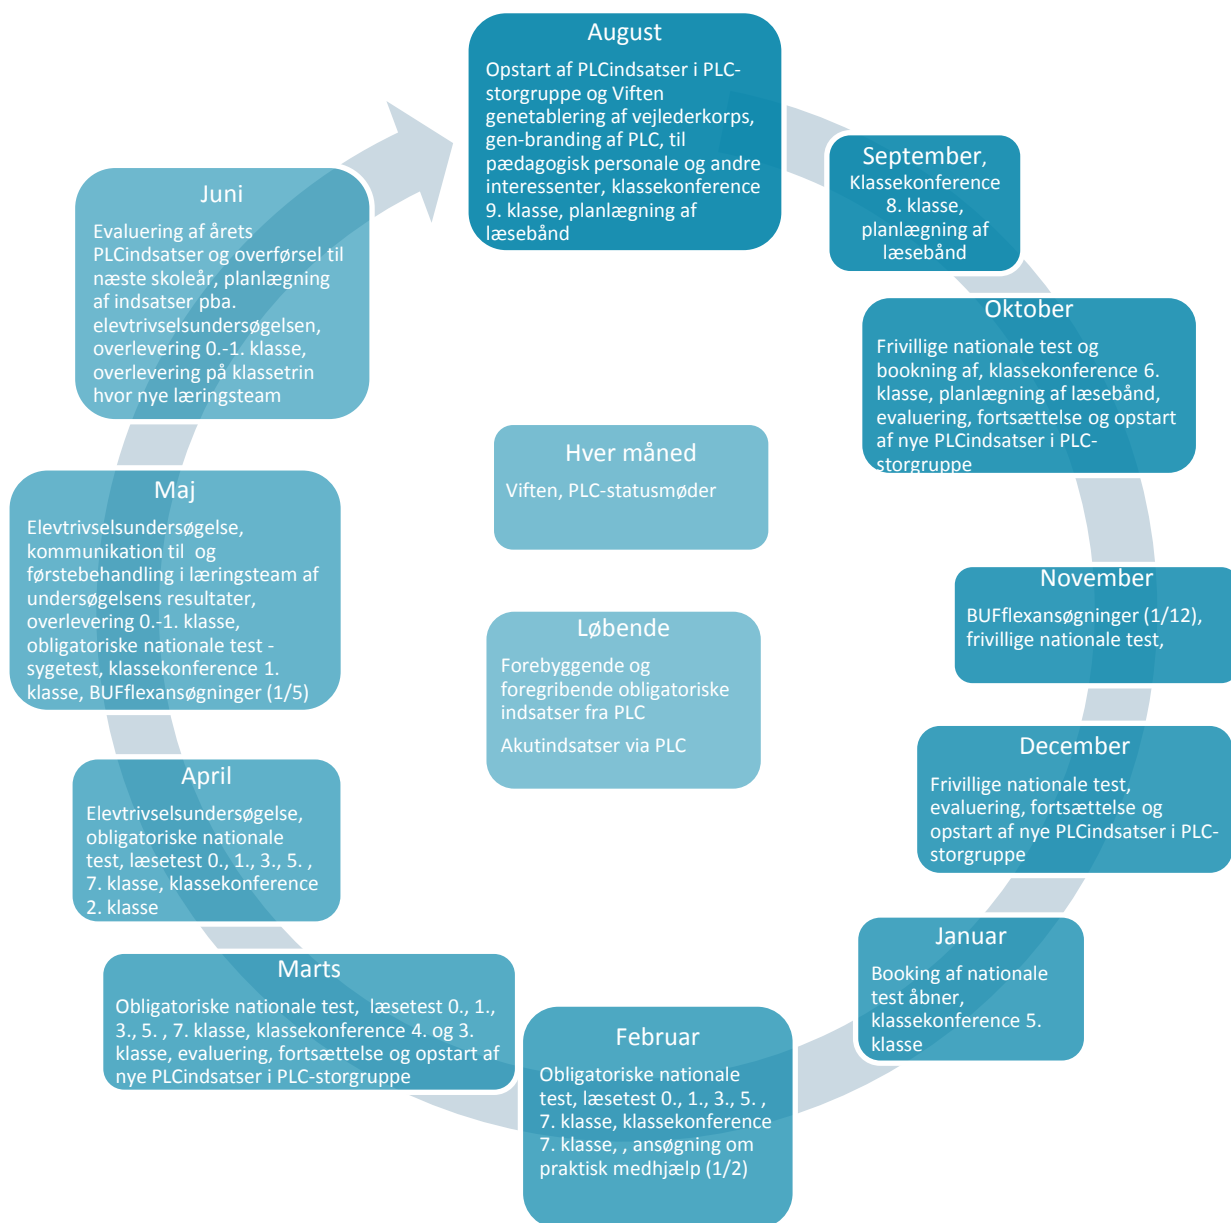 August
Opstart af PLCindsatser i PLC-
storgruppe og Viften
genetablering af vejlederkorps,
gen-branding af PLC, til
pædagogisk personale og andre
interessenter, klassekonference
9. klasse, planlægning af
læsebånd
September,
Klassekonference
8. klasse,
planlægning af
læsebånd
Oktober
Frivillige nationale test og
bookning af, klassekonference 6.
klasse, planlægning af læsebånd,
evaluering, fortsættelse og opstart
af nye PLCindsatser i PLC-
storgruppe
November
BUFflexansøgninger (1/12),
frivillige nationale test,
December
Frivillige nationale test,
evaluering, fortsættelse og
opstart af nye PLCindsatser i PLC-
storgruppe
Januar
Booking af nationale
test åbner,
klassekonference 5.
klasse
Februar
Obligatoriske nationale
test, læsetest 0., 1., 3., 5. ,
7. klasse, klassekonference
7. klasse, , ansøgning om
praktisk medhjælp (1/2)
Marts
Obligatoriske nationale test,  læsetest 0., 1.,
3., 5. , 7. klasse, klassekonference 4. og 3.
klasse, evaluering, fortsættelse og opstart af
nye PLCindsatser i PLC-storgruppe
April
Elevtrivselsundersøgelse,
obligatoriske nationale
test, læsetest 0., 1., 3., 5. ,
7. klasse, klassekonference
2. klasse
Maj
Elevtrivselsundersøgelse,
kommunikation til  og
førstebehandling i læringsteam af
undersøgelsens resultater,
overlevering 0.-1. klasse,
obligatoriske nationale test -
sygetest, klassekonference 1.
klasse, BUFflexansøgninger (1/5)
Juni
Evaluering af årets
PLCindsatser og overførsel til
næste skoleår, planlægning
af indsatser pba.
elevtrivselsundersøgelsen,
overlevering 0.-1. klasse,
overlevering på klassetrin
hvor nye læringsteam
Hver måned
Viften, PLC-statusmøder
Løbende
Forebyggende og
foregribende obligatoriske
indsatser fra PLC
Akutindsatser via PLC